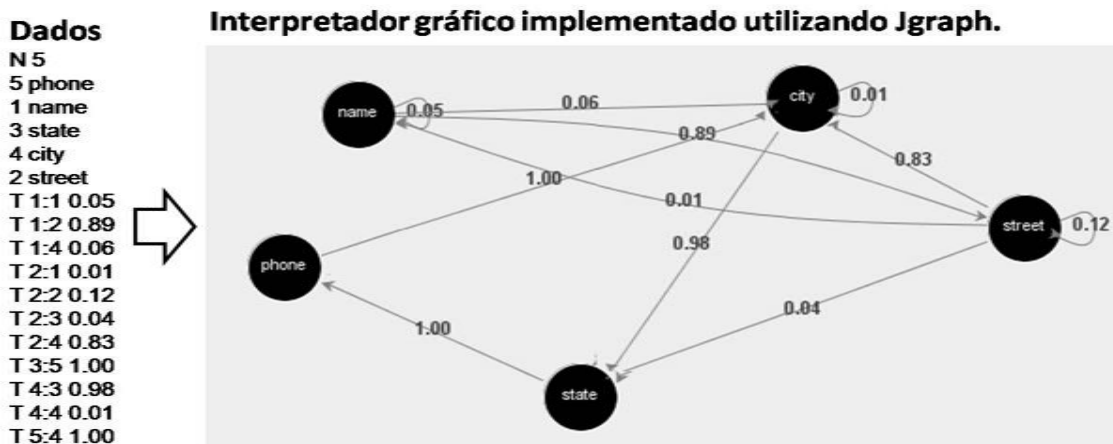 Dados
N 5
5 phone
1 name
3 state
4 city
2 street
T 1:1 0.05
T 1:2 0.89
T 1:4 0.06
T 2:1 0.01
T 2:2 0.12
T 2:3 0.04
T 2:4 0.83
T 3:5 1.00
T 4:3 0.98
T 4:4 0.01
T 5:4 1.00
Interpretador gráfico implementado utilizando Jgraph.
name
0.05
0.06
city
0.01
0.89
0.83
1.00
0.01
street
0.12
0.98
phone
1.00
0.04
state